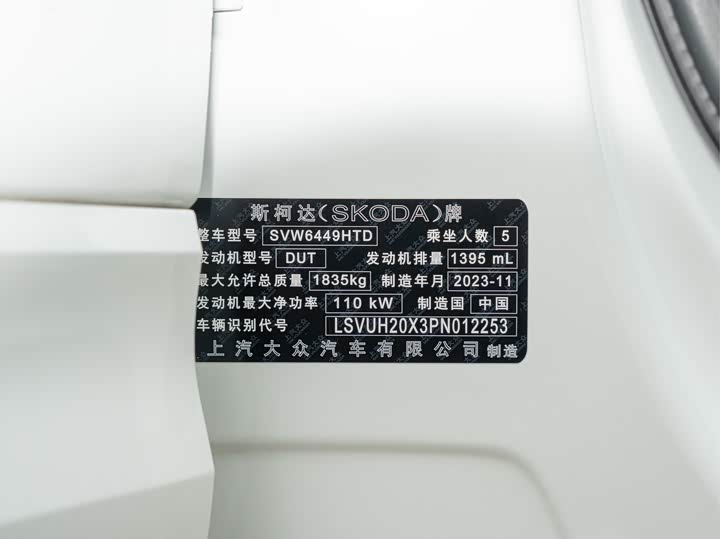 斯柯达(SKODA)牌
整车型号 SVW6449HTD 乘坐人数 5
发动机型号 DUT 发动机排量 1395 mL
最大允许总质量 1835kg 制造年月 2023-11
发动机最大净功率 110 kW 制造国 中国
车辆识别代号 LSVUH20X3PN012253
上汽大众汽车有限公司 制造